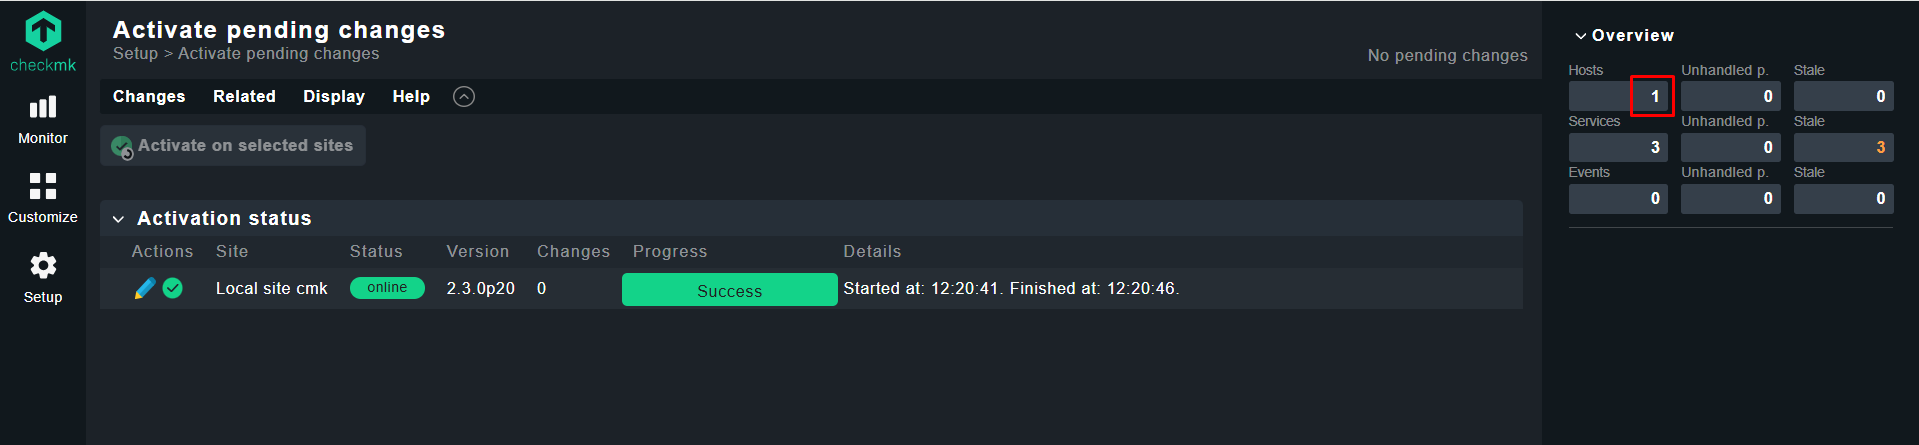 checkmk
Monitor
Customize
Setup
Activate pending changes
Setup > Activate pending changes
No pending changes
Changes Related Display Help
Activate on selected sites
Activation status
Actions Site Status Version Changes Progress Details
Local site cmk online 2.3.0p20 0 Success Started at: 12:20:41. Finished at: 12:20:46.
Overview
Hosts Unhandled p. Stale
1 0 0
Services Unhandled p. Stale
3 0 3
Events Unhandled p. Stale
0 0 0